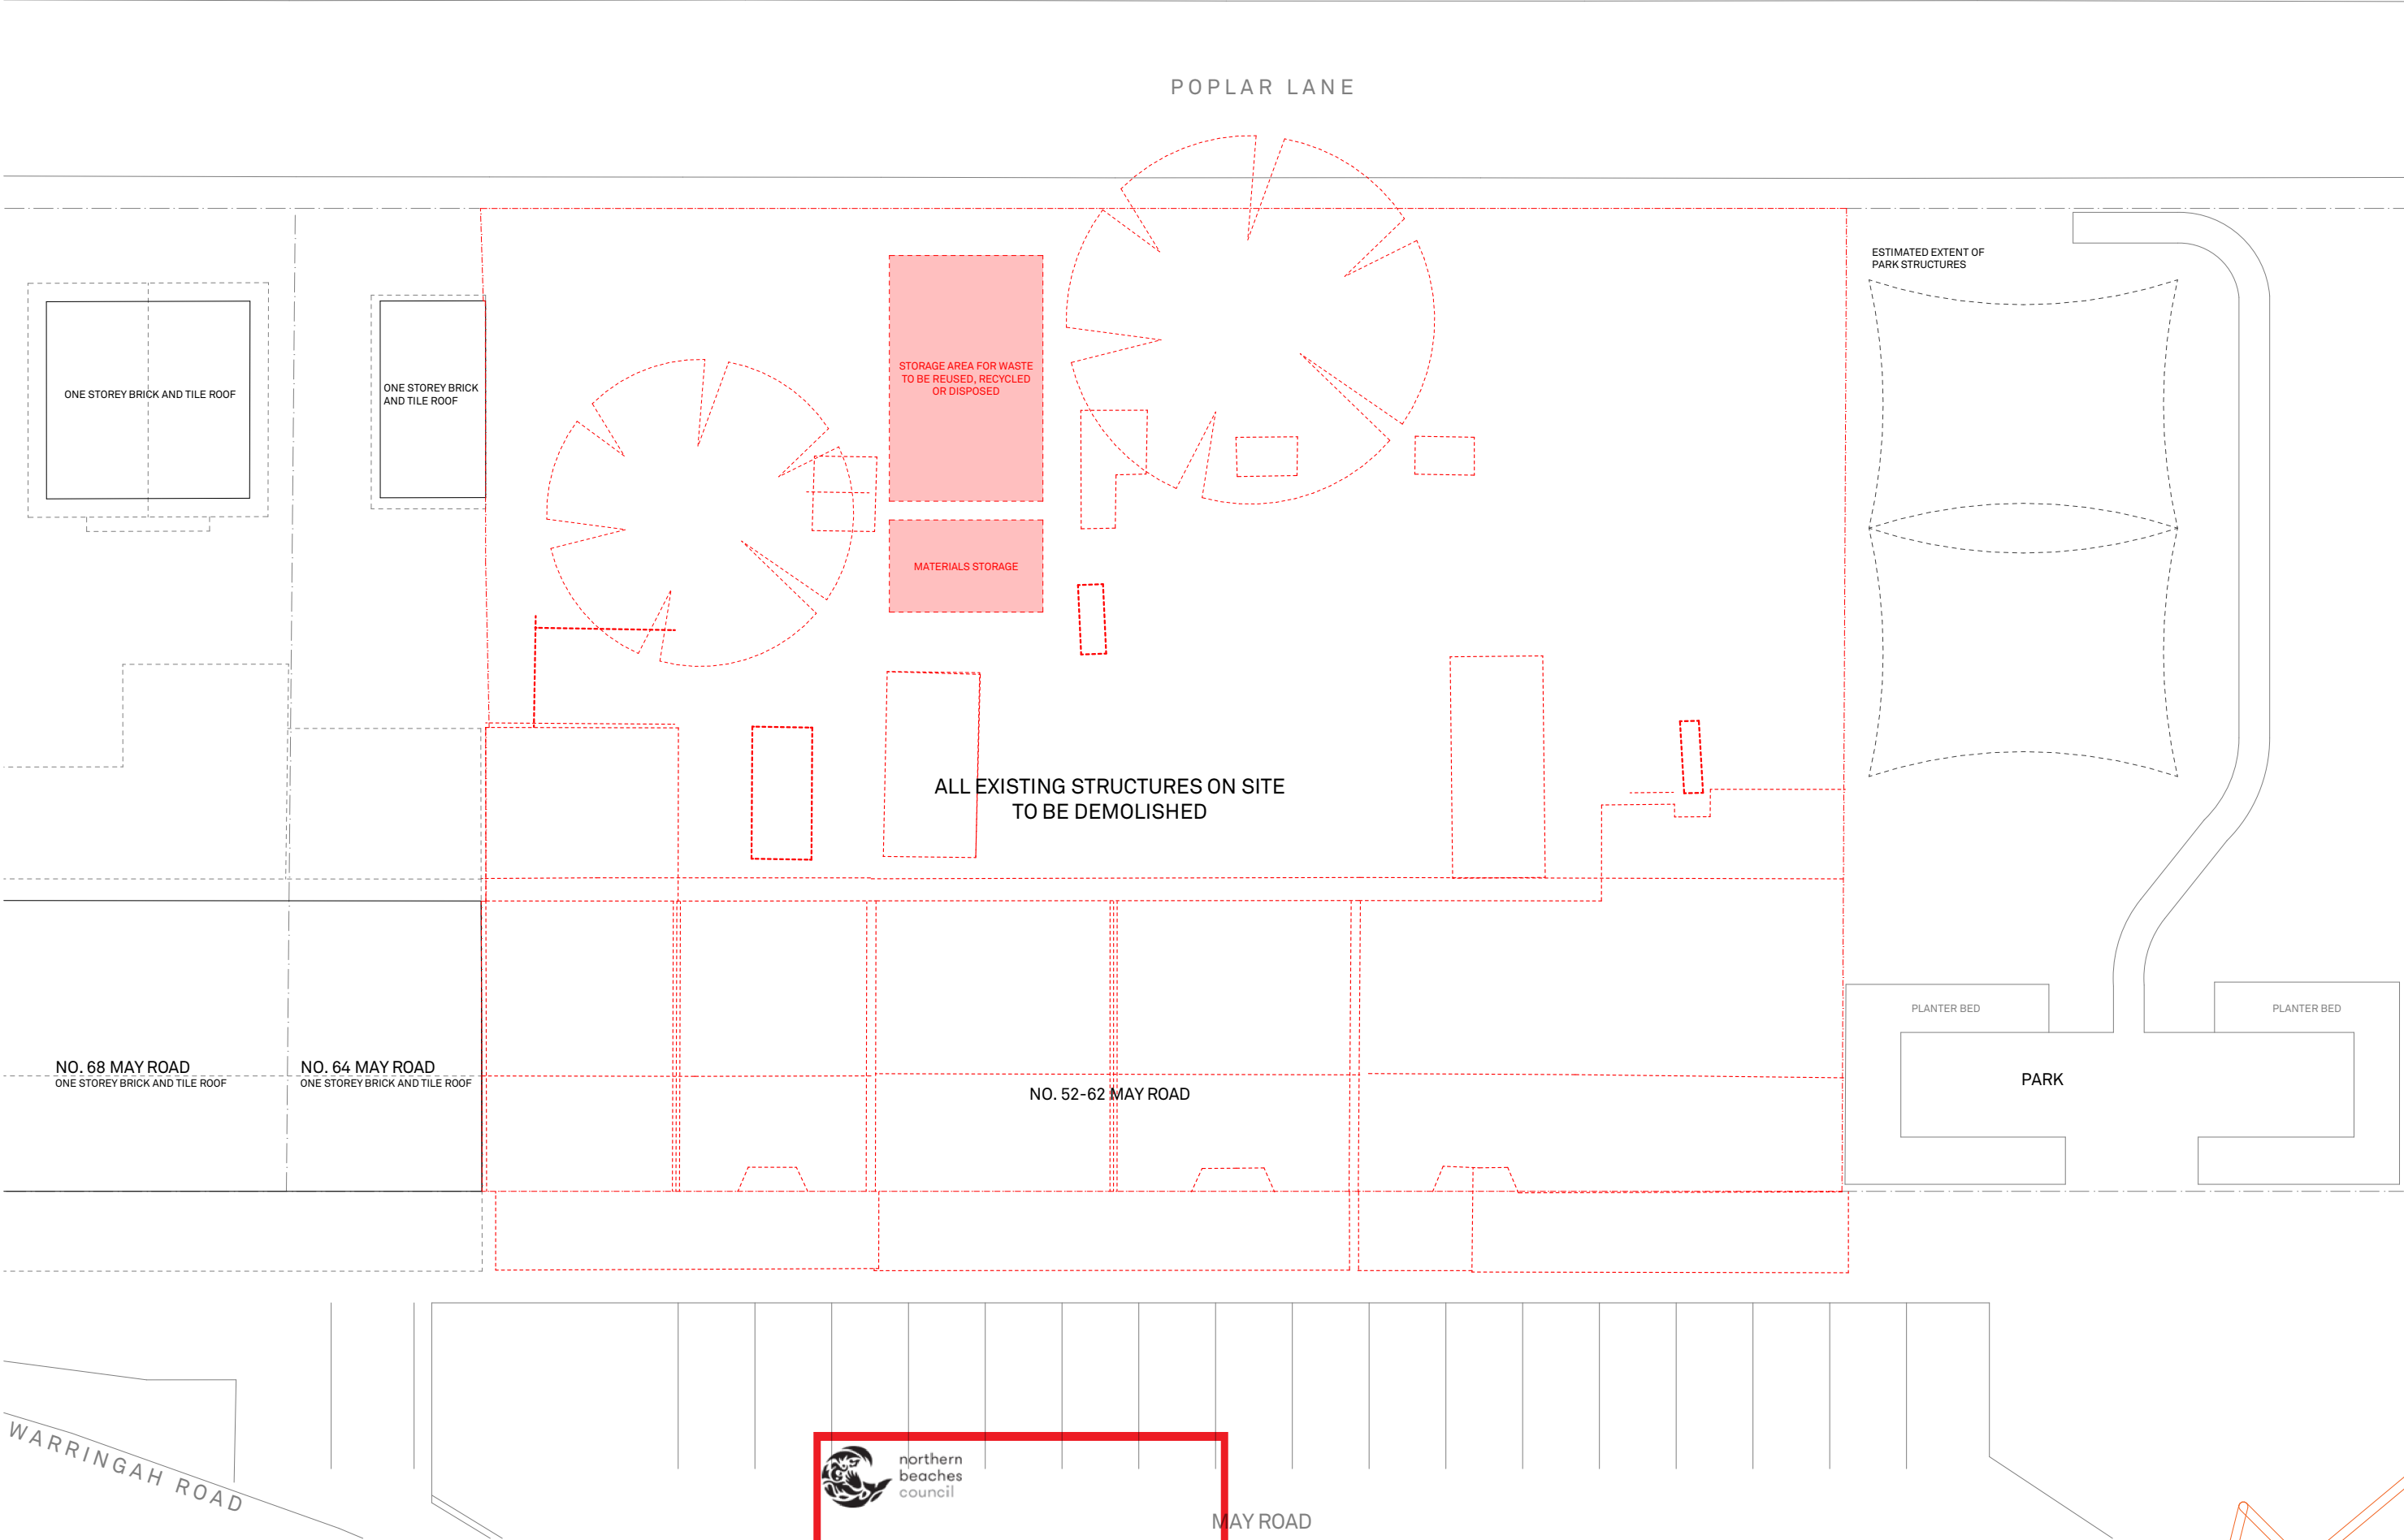 POPLAR LANE
ESTIMATED EXTENT OF
PARK STRUCTURES
ONE STOREY BRICK AND TILE ROOF
ONE STOREY BRICK
AND TILE ROOF
STORAGE AREA FOR WASTE
TO BE REUSED, RECYCLED
OR DISPOSED
MATERIALS STORAGE
ALL EXISTING STRUCTURES ON SITE
TO BE DEMOLISHED
PLANTER BED
PLANTER BED
NO. 68 MAY ROAD
ONE STOREY BRICK AND TILE ROOF
NO. 64 MAY ROAD
ONE STOREY BRICK AND TILE ROOF
NO. 52-62 MAY ROAD
PARK
WARRINGAH ROAD
northern
beaches
council
MAY ROAD